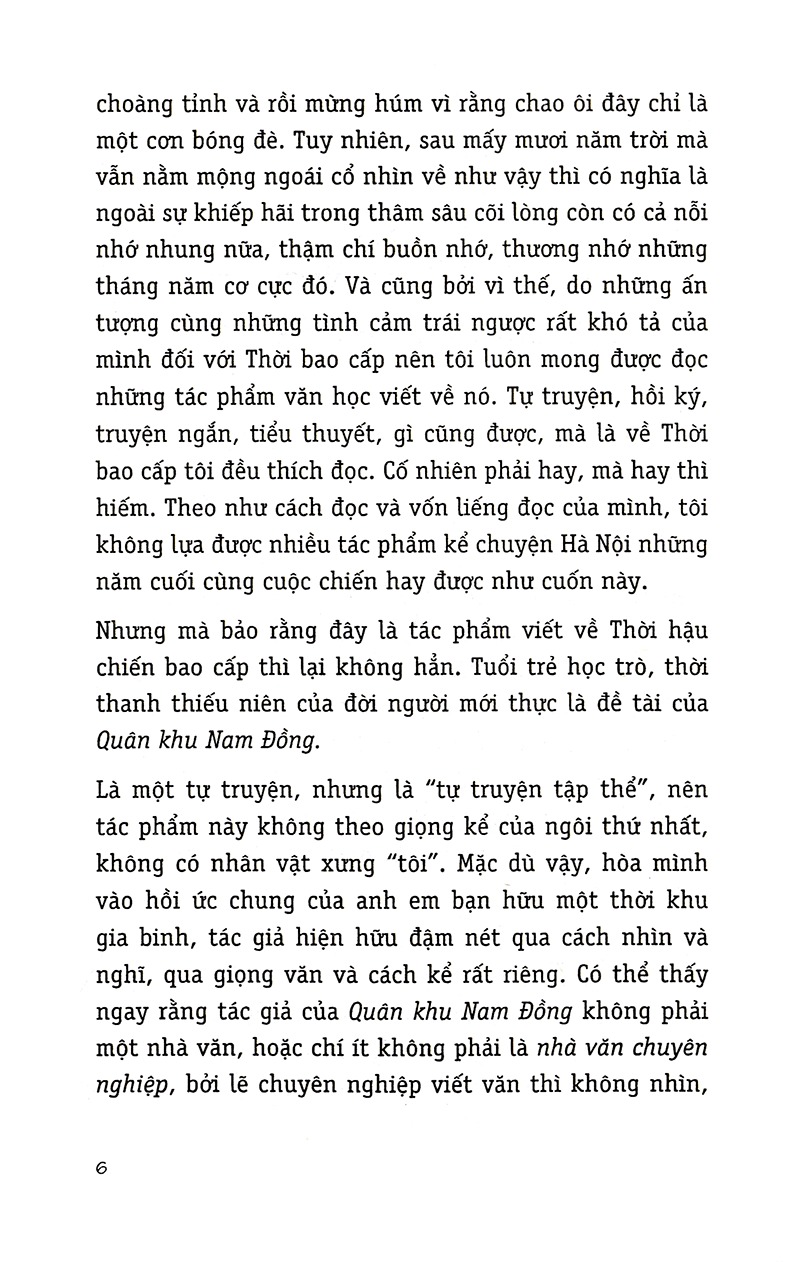 choàng tỉnh và rồi mừng húm vì rằng chao ôi đây chỉ là
một cơn bóng đè. Tuy nhiên, sau mấy mươi năm trời mà
vẫn nằm mộng ngoái cổ nhìn về như vậy thì có nghĩa là
ngoài sự khiếp hãi trong thâm sâu cõi lòng còn có cả nỗi
nhớ nhung nữa, thậm chí buồn nhớ, thương nhớ những
tháng năm cơ cực đó. Và cũng bởi vì thế, do những ấn
tượng cùng những tình cảm trái ngược rất khó tả của
mình đối với Thời bao cấp nên tôi luôn mong được đọc
những tác phẩm văn học viết về nó. Tự truyện, hồi ký,
truyện ngắn, tiểu thuyết, gì cũng được, mà là về Thời
bao cấp tôi đều thích đọc. Cố nhiên phải hay, mà hay thì
hiếm. Theo như cách đọc và vốn liếng đọc của mình, tôi
không lựa được nhiều tác phẩm kể chuyện Hà Nội những
năm cuối cùng cuộc chiến hay được như cuốn này.
Nhưng mà bảo rằng đây là tác phẩm viết về Thời hậu
chiến bao cấp thì lại không hẳn. Tuổi trẻ học trò, thời
thanh thiếu niên của đời người mới thực là đề tài của
Quân khu Nam Đồng.
Là một tự truyện, nhưng là “tự truyện tập thể”, nên
tác phẩm này không theo giọng kể của ngôi thứ nhất,
không có nhân vật xưng “tôi”. Mặc dù vậy, hòa mình
vào hồi ức chung của anh em bạn hữu một thời khu
gia binh, tác giả hiện hữu đậm nét qua cách nhìn và
nghĩ, qua giọng văn và cách kể rất riêng. Có thể thấy
ngay rằng tác giả của Quân khu Nam Đồng không phải
một nhà văn, hoặc chí ít không phải là nhà văn chuyên
nghiệp, bởi lẽ chuyên nghiệp viết văn thì không nhìn,
6